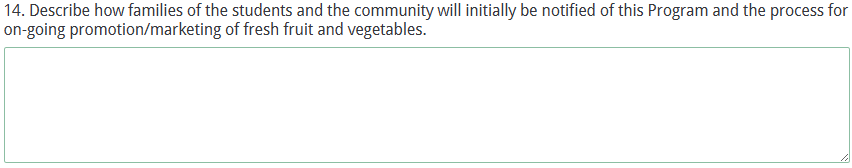 14. Describe how families of the students and the community will initially be notified of this Program and the process for
on-going promotion/marketing of fresh fruit and vegetables.